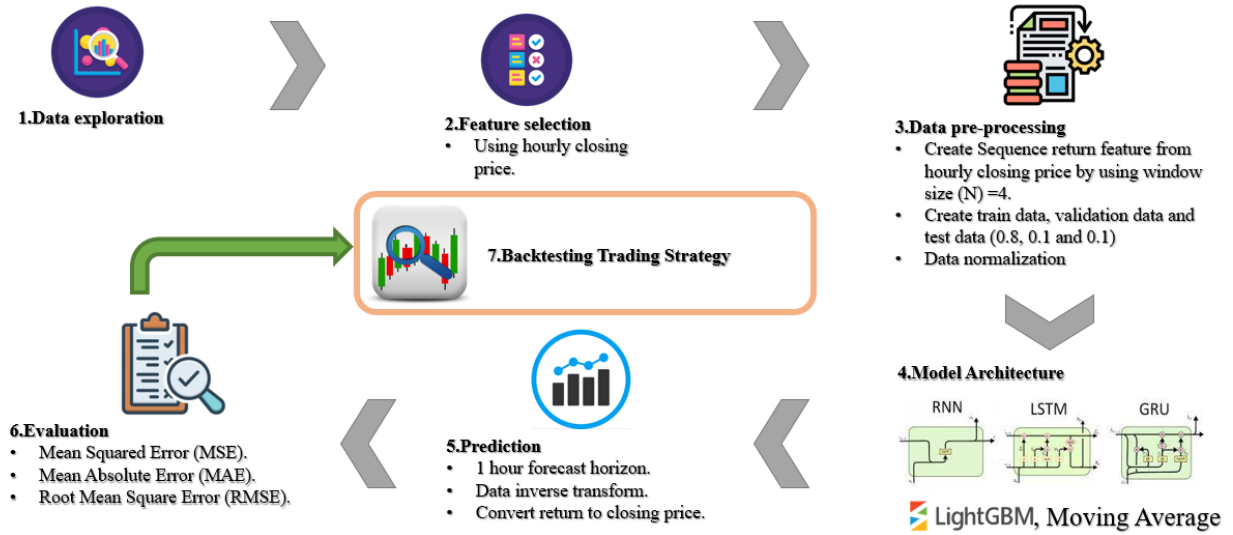 1.Data exploration
2.Feature selection
• Using hourly closing
price.
3.Data pre-processing
• Create Sequence return feature from
hourly closing price by using window
size (N) =4.
• Create train data, validation data and
test data (0.8, 0.1 and 0.1)
• Data normalization
7.Backtesting Trading Strategy
4.Model Architecture
RNN
LSTM
GRU
LightGBM, Moving Average
5.Prediction
• 1 hour forecast horizon.
• Data inverse transform.
• Convert return to closing price.
6.Evaluation
• Mean Squared Error (MSE).
• Mean Absolute Error (MAE).
• Root Mean Square Error (RMSE).